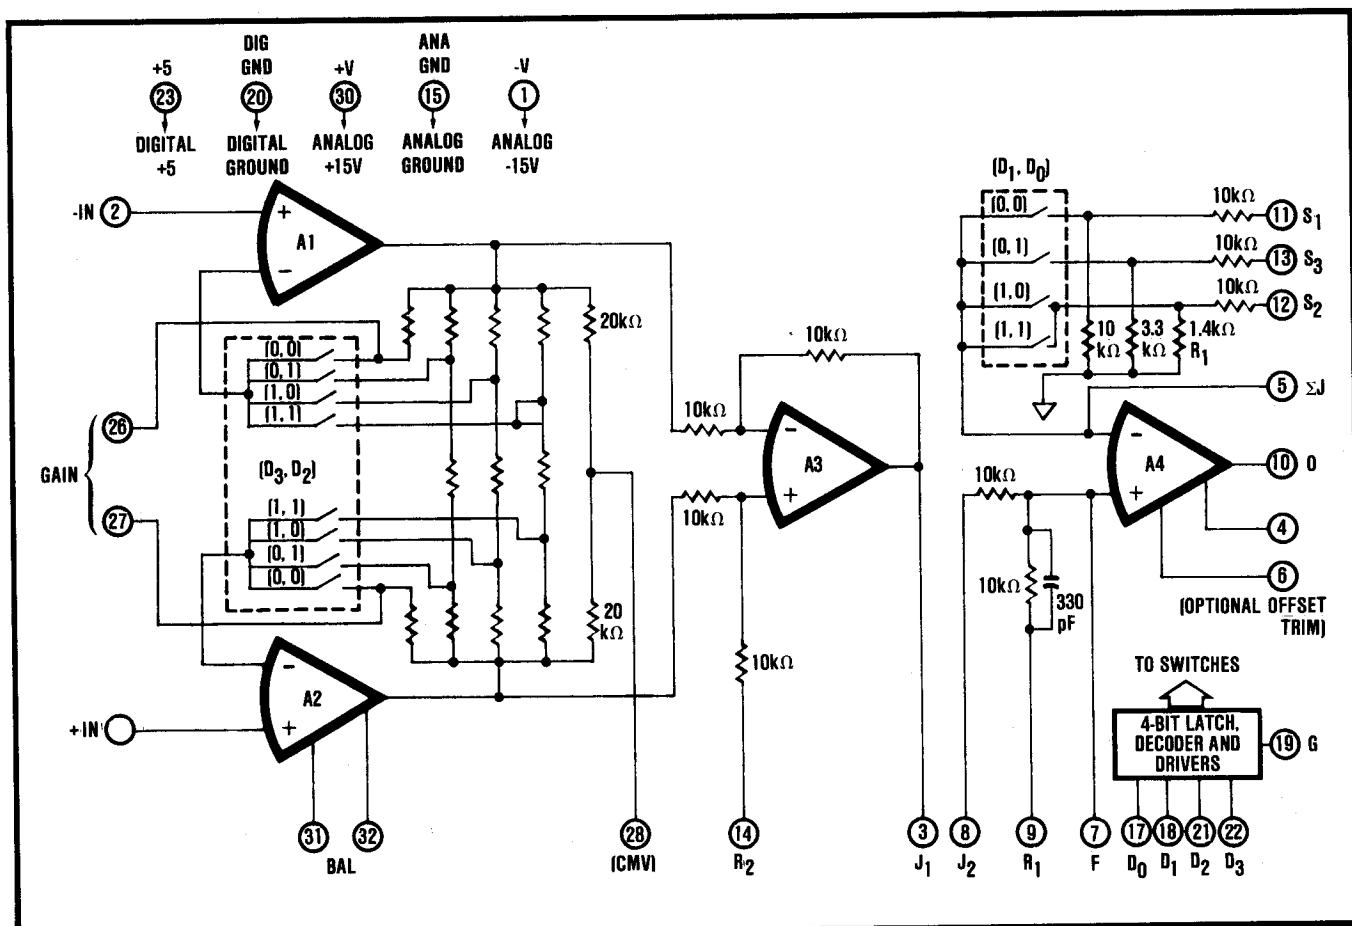 +5
DIG
GND
+V
ANA
GND
-V
23
20
30
15
1
DIGITAL
+5
DIGITAL
GROUND
ANALOG
+15V
ANALOG
GROUND
ANALOG
-15V
-IN 2
+
A1
−
20kΩ
(0, 0)
(0, 1)
(1, 0)
(1, 1)
GAIN
26
27
(D3, D2)
(1, 1)
(1, 0)
(0, 1)
(0, 0)
20
kΩ
−
A2
+
+IN
31
32
BAL
28
(CMV)
10kΩ
10kΩ
−
A3
+
10kΩ
10kΩ
14
R2
3
J1
(D1, D0)
(0, 0)
(0, 1)
(1, 0)
(1, 1)
10kΩ
11 S1
10kΩ
13 S3
10kΩ
12 S2
10
kΩ
3.3
kΩ
1.4kΩ
R1
5 ΣJ
−
A4
+
10 O
4
6
(OPTIONAL OFFSET
TRIM)
10kΩ
10kΩ
330
pF
TO SWITCHES
4-BIT LATCH,
DECODER AND
DRIVERS
19 G
8
J2
9
R1
7
F
17
D0
18
D1
21
D2
22
D3